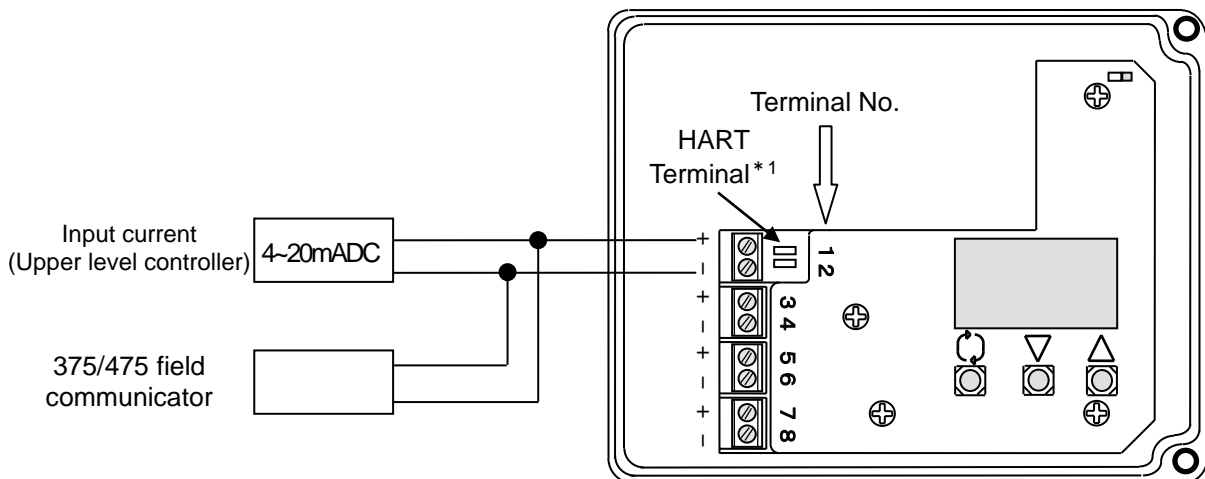 Terminal No.
HART
Terminal*1
Input current
(Upper level controller)
4~20mADC
375/475 field
communicator
+
-
1
2
+
-
3
4
+
-
5
6
+
-
7
8